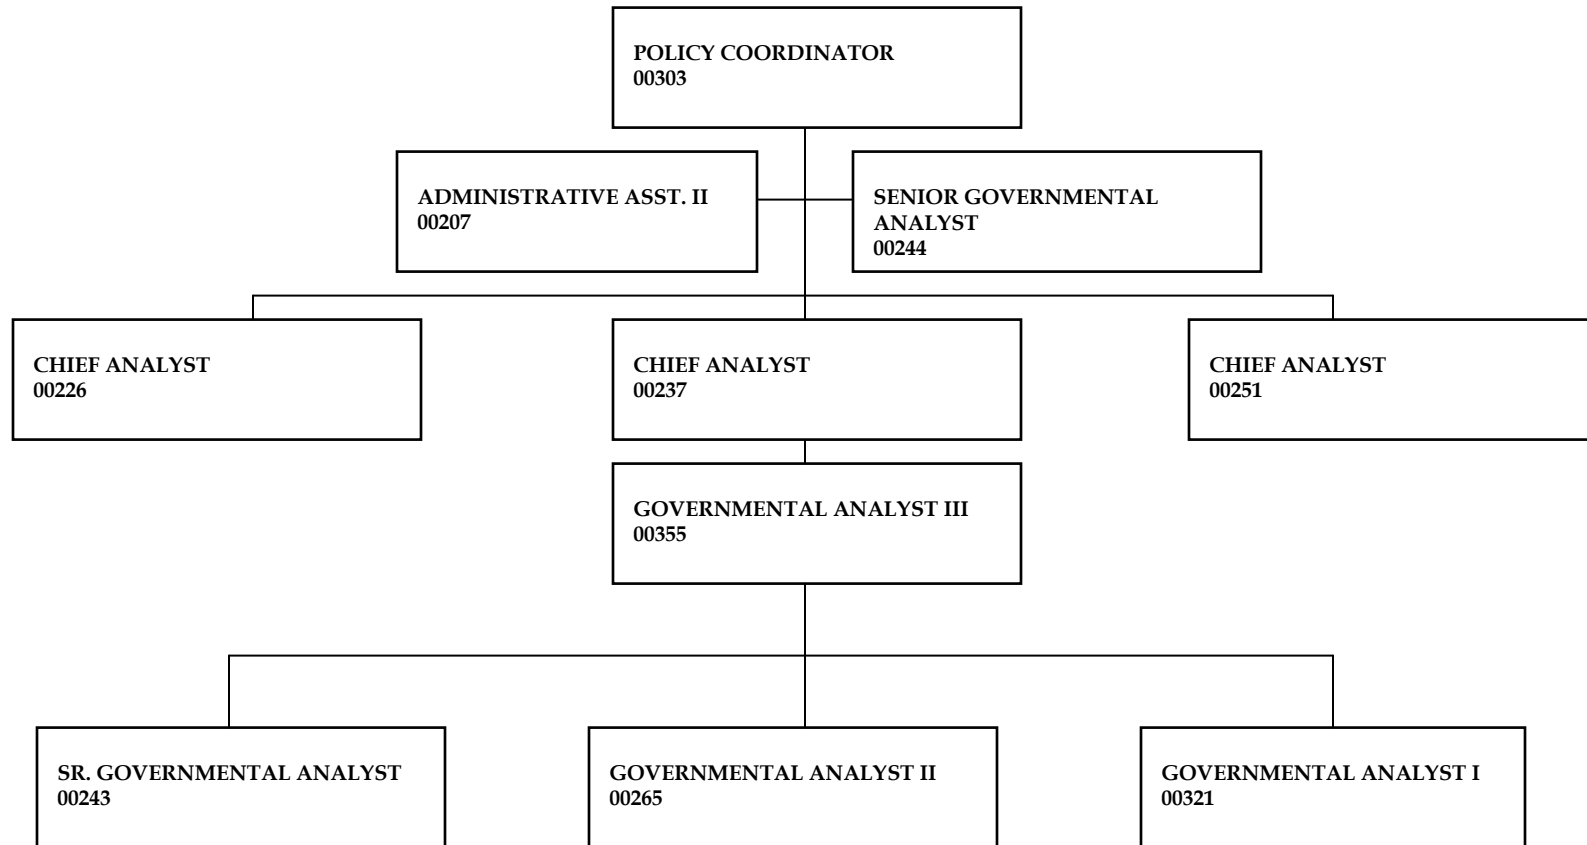 POLICY COORDINATOR
00303
ADMINISTRATIVE ASST. II
00207
SENIOR GOVERNMENTAL
ANALYST
00244
CHIEF ANALYST
00226
CHIEF ANALYST
00237
CHIEF ANALYST
00251
GOVERNMENTAL ANALYST III
00355
SR. GOVERNMENTAL ANALYST
00243
GOVERNMENTAL ANALYST II
00265
GOVERNMENTAL ANALYST I
00321